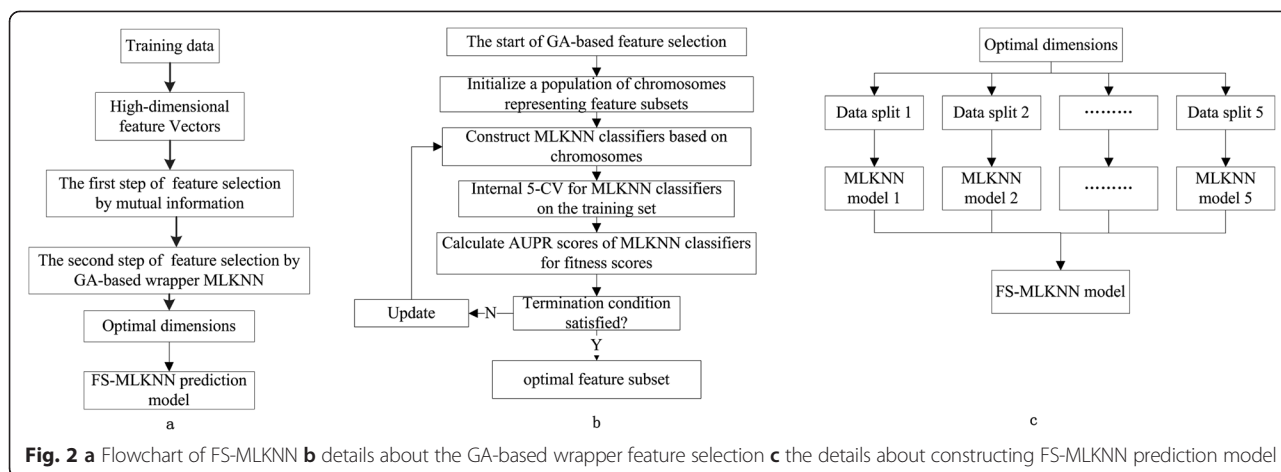 Training data
High-dimensional
feature Vectors
The first step of feature selection
by mutual information
The second step of feature selection by
GA-based wrapper MLKNN
Optimal dimensions
FS-MLKNN prediction
model
a
The start of GA-based feature selection
Initialize a population of chromosomes
representing feature subsets
Construct MLKNN classifiers based on
chromosomes
Internal 5-CV for MLKNN classifiers
on the training set
Calculate AUPR scores of MLKNN classifiers
for fitness scores
Termination condition
satisfied?
N
Update
Y
optimal feature subset
b
Optimal dimensions
Data split 1
Data split 2
.........
Data split 5
MLKNN
model 1
MLKNN
model 2
.........
MLKNN
model 5
FS-MLKNN model
c
Fig. 2 a Flowchart of FS-MLKNN b details about the GA-based wrapper feature selection c the details about constructing FS-MLKNN prediction model